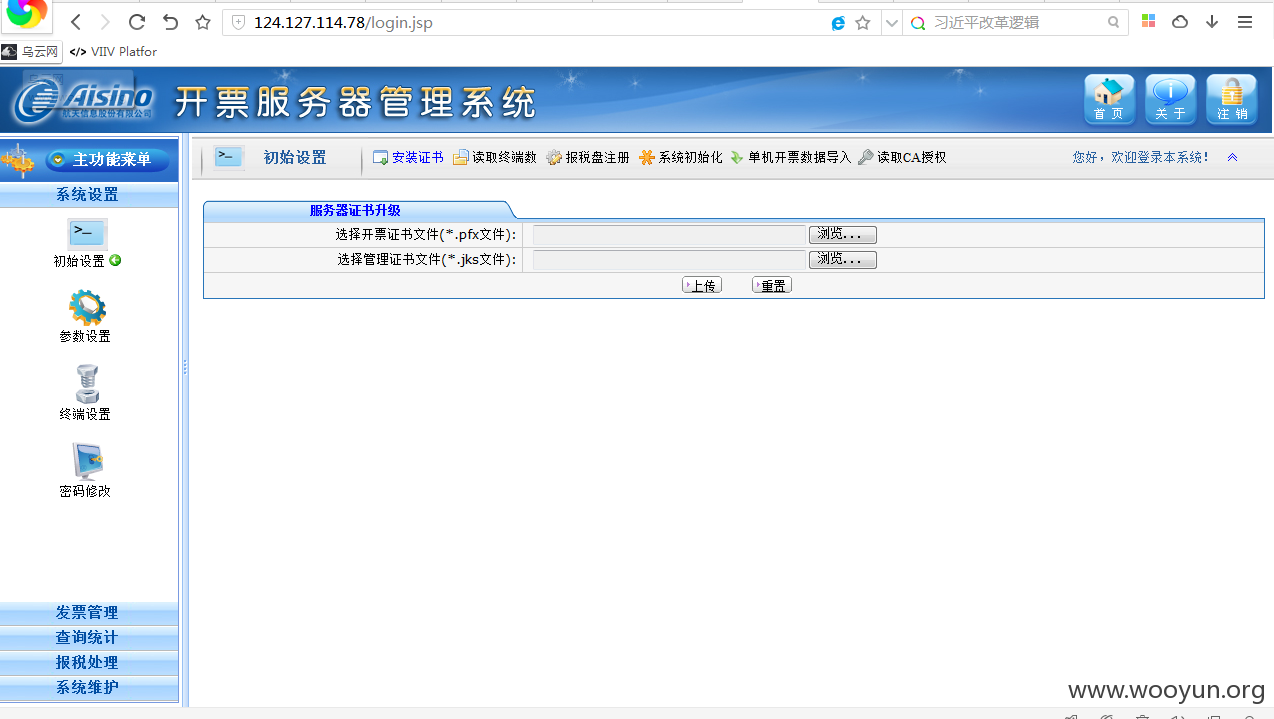 124.127.114.78/login.jsp
习近平改革逻辑
乌云网
</> VIIV Platfor
Aisino
航天信息股份有限公司
开票服务器管理系统
首页
关于
注销
主功能菜单
初始设置
安装证书
读取终端数
报税盘注册
系统初始化
单机开票数据导入
读取CA授权
您好，欢迎登录本系统！
系统设置
初始设置
参数设置
终端设置
密码修改
发票管理
查询统计
报税处理
系统维护
服务器证书升级
选择开票证书文件(*.pfx文件):
浏览...
选择管理证书文件(*.jks文件):
浏览...
上传
重置
www.wooyun.org